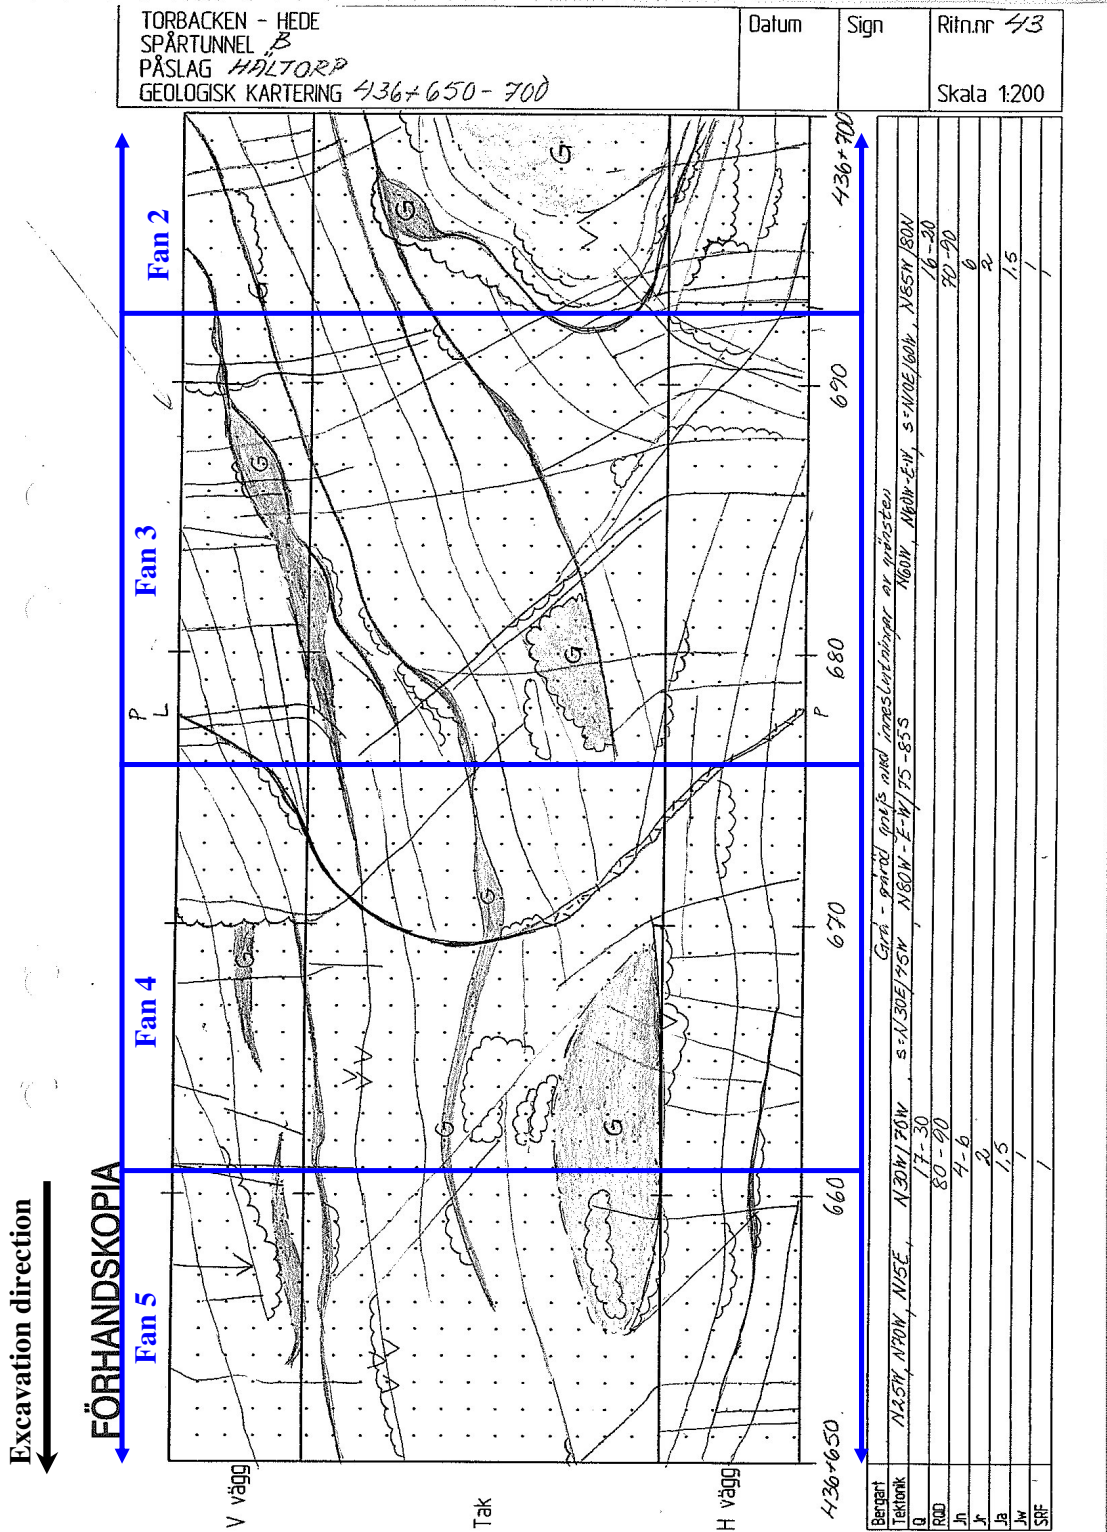 TORBACKEN - HEDE
SPÅRTUNNEL B
PÅSLAG HÄLTORP
GEOLOGISK KARTERING 436+650 - 700
Datum
Sign
Ritn.nr 43
Skala 1:200
Fan 2
Fan 3
Fan 4
Fan 5
Excavation direction
FÖRHANDSKOPIA
G
G
G
G
G
G
G
G
G
G
P
L
P
436+700
690
680
670
660
436+650
V vägg
Tak
H vägg
Bergart Grå - gråröd gnejs med inneslutningar av grönsten
Tektonik N25W, N70W, N15E, N30W/70W, s=N30E/45W N80W-E-W/75-85S N60W, N60W-E-W, s=N10E/60W, N85W/80N
Q 17-30 16-20
RQD 80-90 70-90
Jn 4-6 6
Jr 2 2
Ja 1,5 1,5
Jw 1 1
SRF 1 1